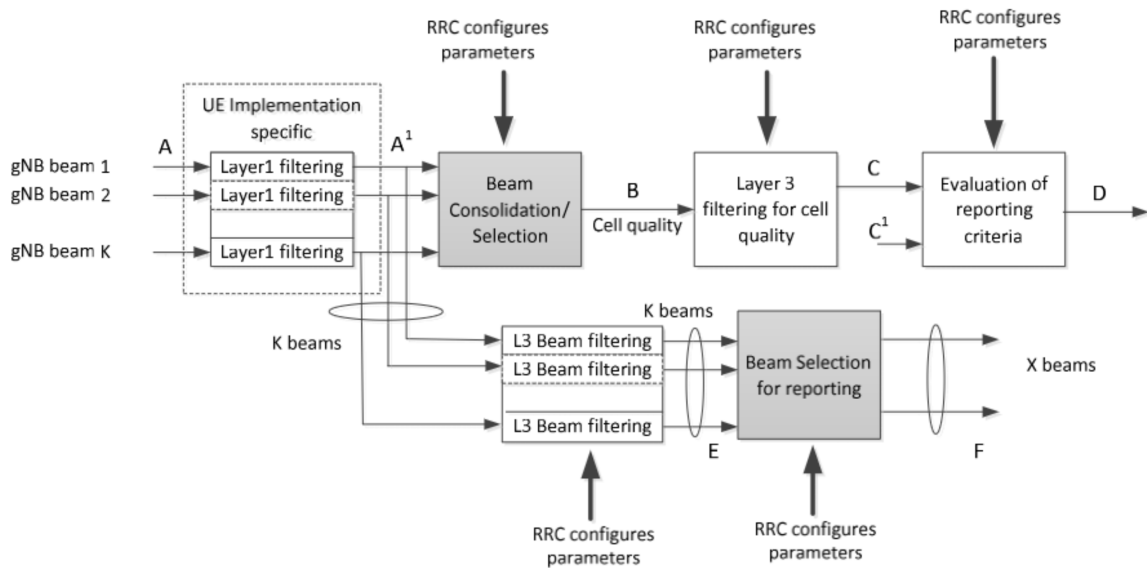 RRC configures
parameters
RRC configures
parameters
RRC configures
parameters
UE Implementation
specific
A
A¹
gNB beam 1
gNB beam 2
gNB beam K
Layer1 filtering
Layer1 filtering
Layer1 filtering
Beam
Consolidation/
Selection
B
Cell quality
Layer 3
filtering for cell
quality
C
C¹
Evaluation of
reporting
criteria
D
K beams
L3 Beam filtering
L3 Beam filtering
L3 Beam filtering
K beams
E
Beam Selection
for reporting
X beams
F
RRC configures
parameters
RRC configures
parameters